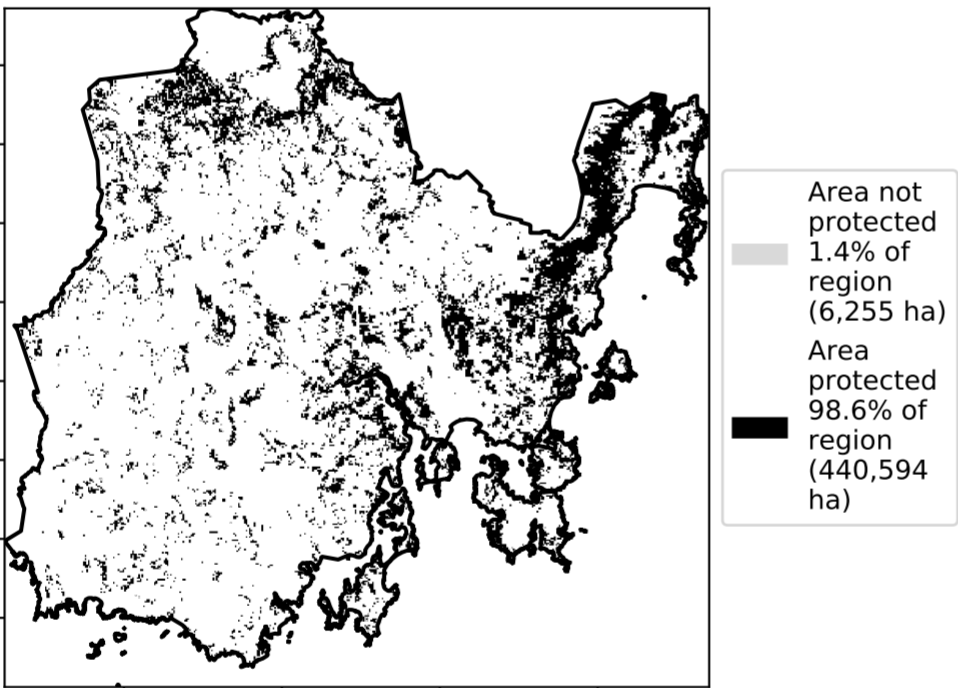 Area not
protected
1.4% of
region
(6,255 ha)
Area
protected
98.6% of
region
(440,594
ha)